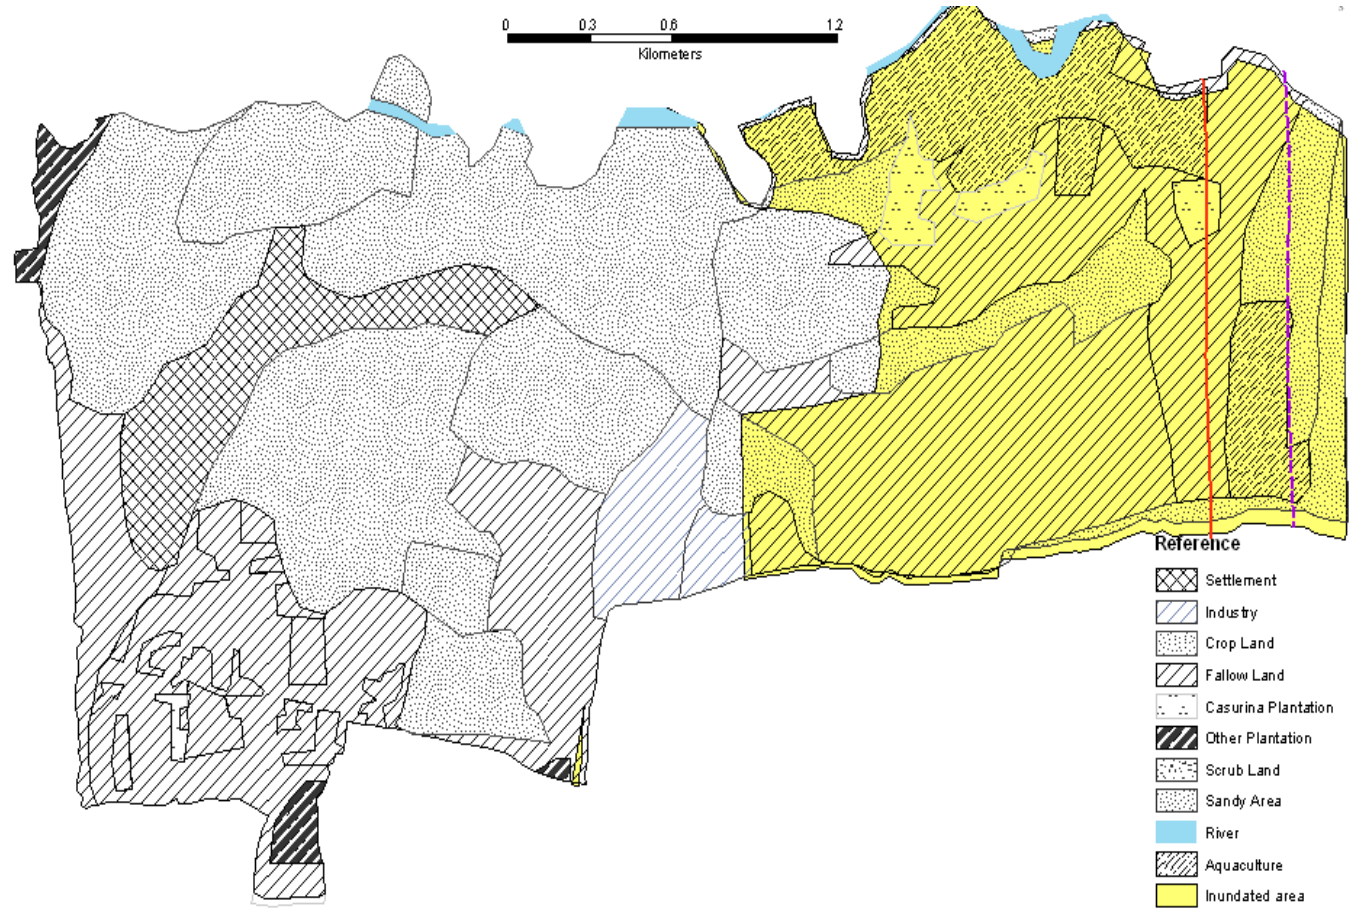 0 0.3 0.6 1.2
Kilometers
Reference
Settlement
Industry
Crop Land
Fallow Land
Casurina Plantation
Other Plantation
Scrub Land
Sandy Area
River
Aquaculture
Inundated area